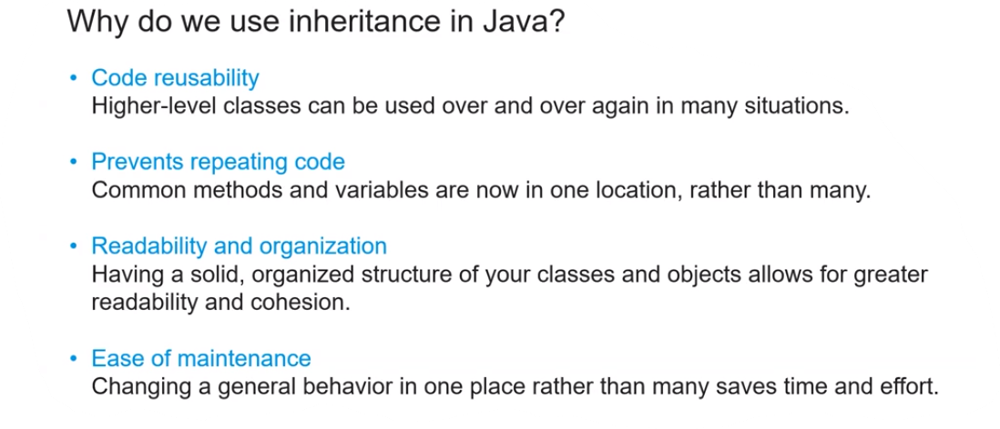 Why do we use inheritance in Java?
• Code reusability
Higher-level classes can be used over and over again in many situations.
• Prevents repeating code
Common methods and variables are now in one location, rather than many.
• Readability and organization
Having a solid, organized structure of your classes and objects allows for greater
readability and cohesion.
• Ease of maintenance
Changing a general behavior in one place rather than many saves time and effort.